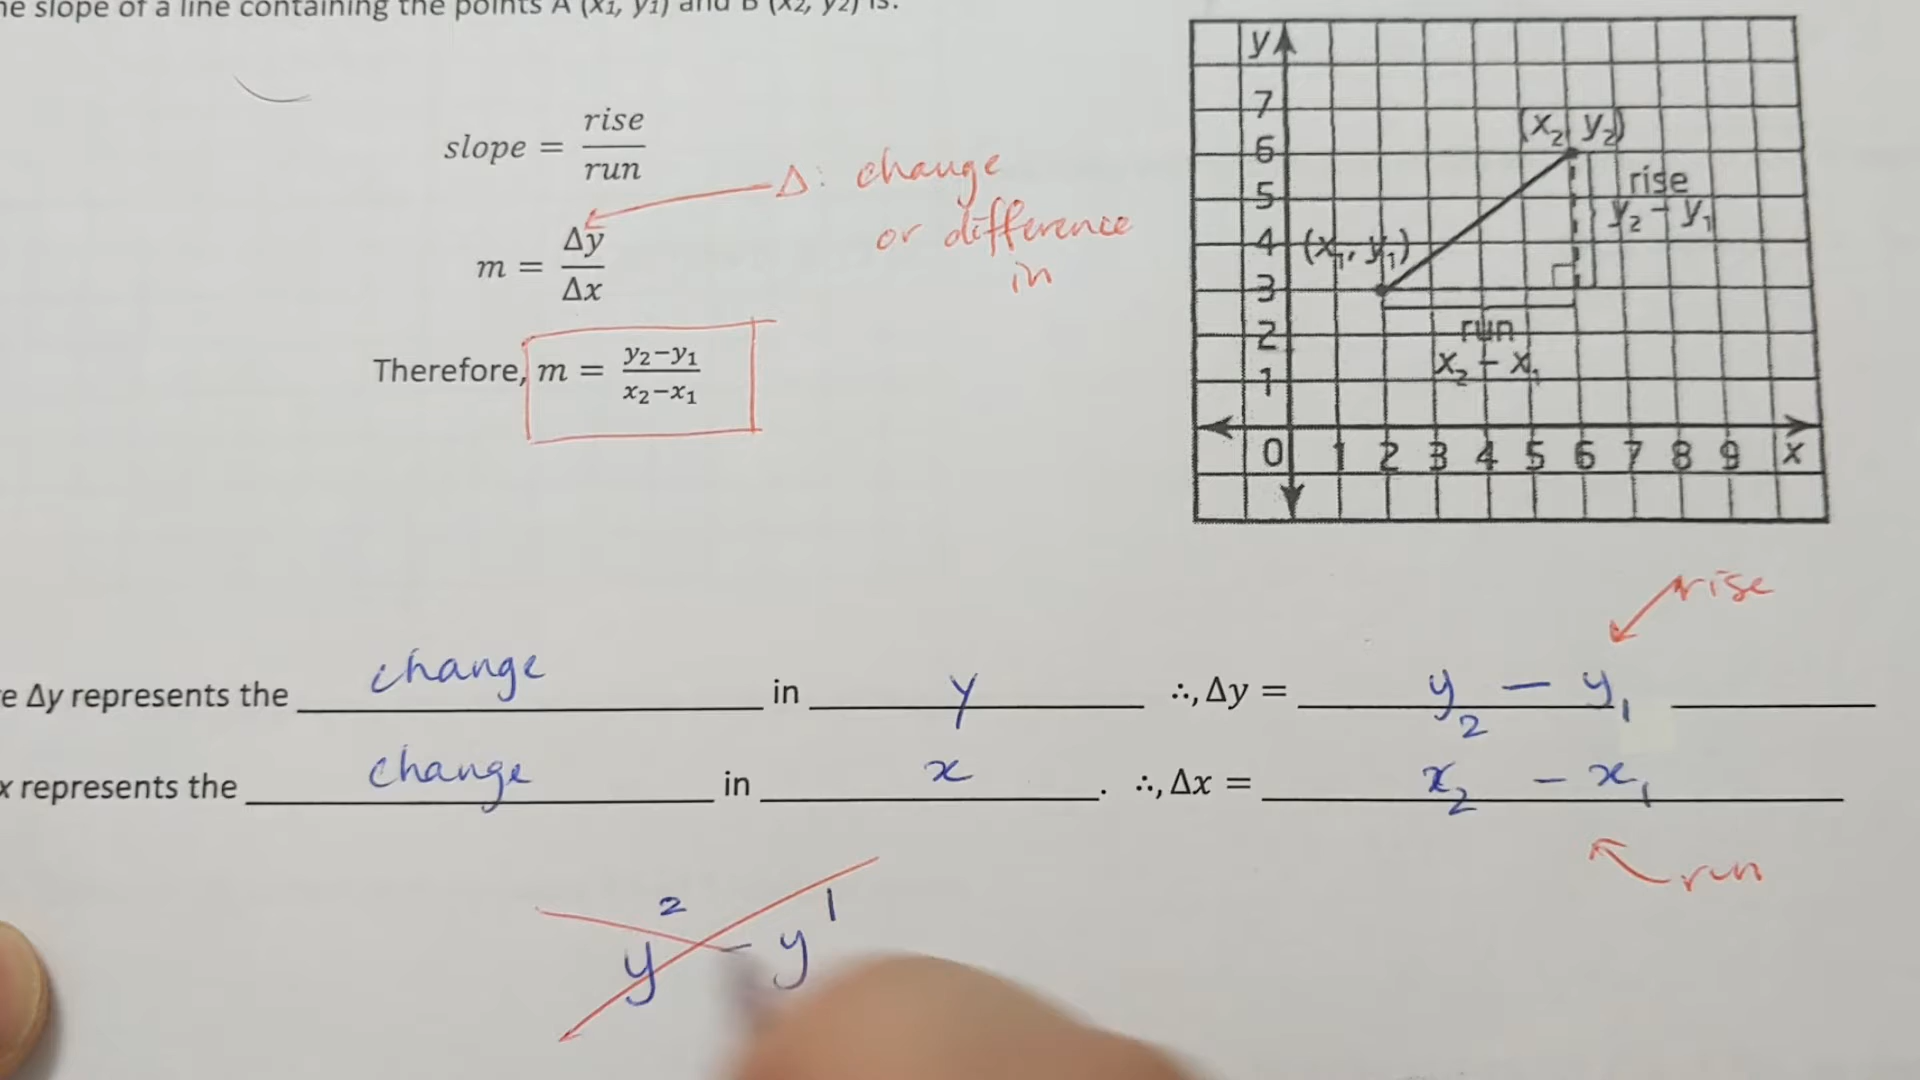 slope of a line containing the points A (x₁, y₁) and B (x₂, y₂) is:
slope = rise / run
Δ: change
or difference
in
m = Δy / Δx
Therefore, m = y₂−y₁ / x₂−x₁
y
7
6
5
4
3
2
1
0 1 2 3 4 5 6 7 8 9 x
(x₂ y₂)
rise
y₂ − y₁
(x₁, y₁)
run
x₂ − x₁
rise
Δy represents the change in y ∴, Δy = y₂ − y₁
x represents the change in x. ∴, Δx = x₂ − x₁
run
y² − y¹